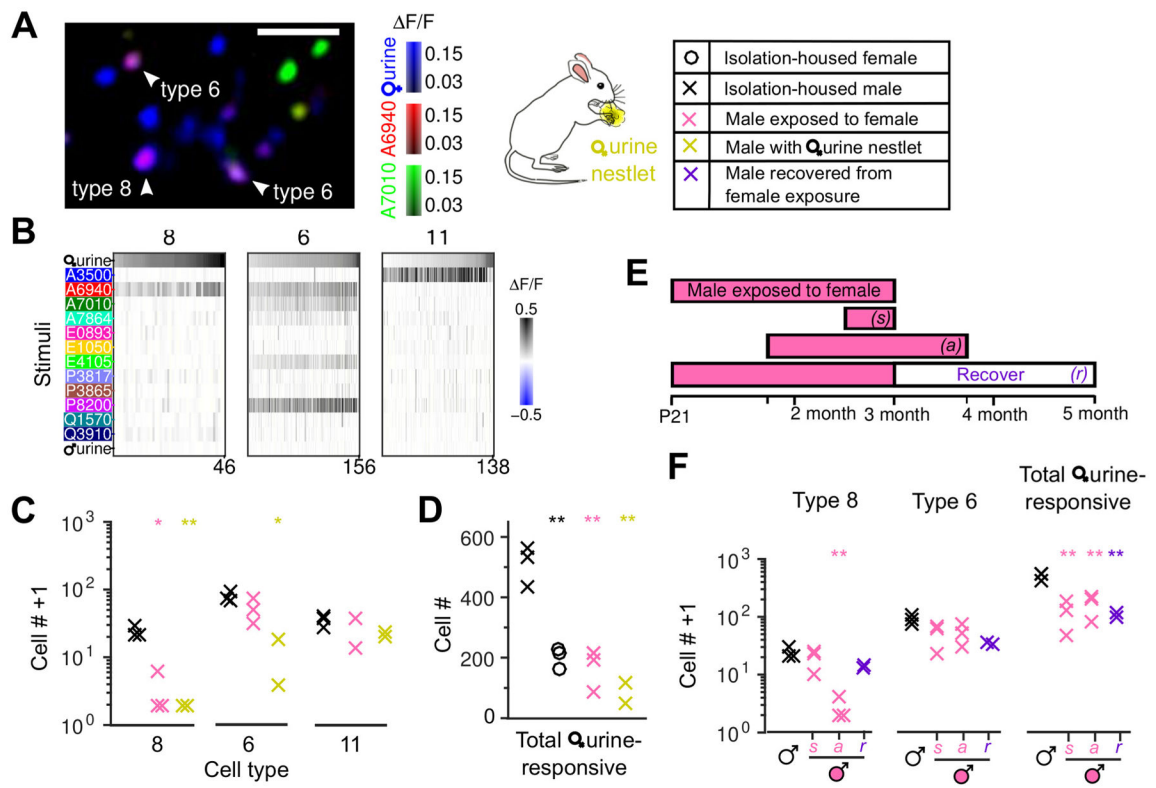 A
type 6
type 8
type 6
ΔF/F
♀urine
0.15
0.03
A6940
0.15
0.03
A7010
0.15
0.03
♀urine
nestlet
Isolation-housed female
Isolation-housed male
Male exposed to female
Male with ♀urine nestlet
Male recovered from
female exposure
B
8
6
11
Stimuli
♀urine
A3500
A6940
A7010
A7864
E0893
E1050
E4105
P3817
P3865
P8200
Q1570
Q3910
♀urine
46
156
138
ΔF/F
0.5
−0.5
E
Male exposed to female
(s)
(a)
Recover
(r)
P21
2 month
3 month
4 month
5 month
C
Cell # +1
10³
10²
10¹
10⁰
*
**
*
8
6
11
Cell type
D
Cell #
600
400
200
0
**
**
**
Total ♀urine-
responsive
F
Type 8
Type 6
Total ♀urine-
responsive
Cell # +1
10³
10²
10¹
10⁰
**
**
**
**
♂
s
a
r
♂
♂
s
a
r
♂
♂
s
a
r
♂